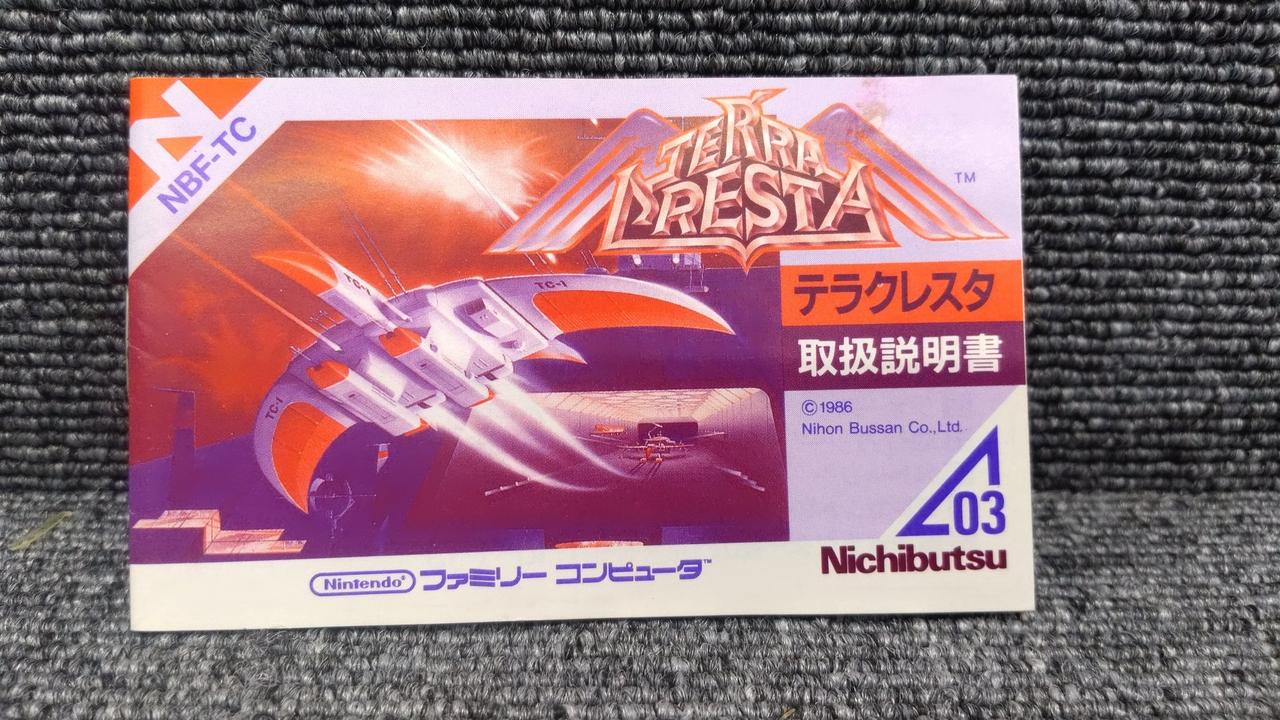 N
NBF-TC
TERRA
CRESTA
TM
テラクレスタ
取扱説明書
©1986
Nihon Bussan Co.,Ltd.
TC-1
TC-1
TC-1
03
Nichibutsu
Nintendo® ファミリー コンピュータ™